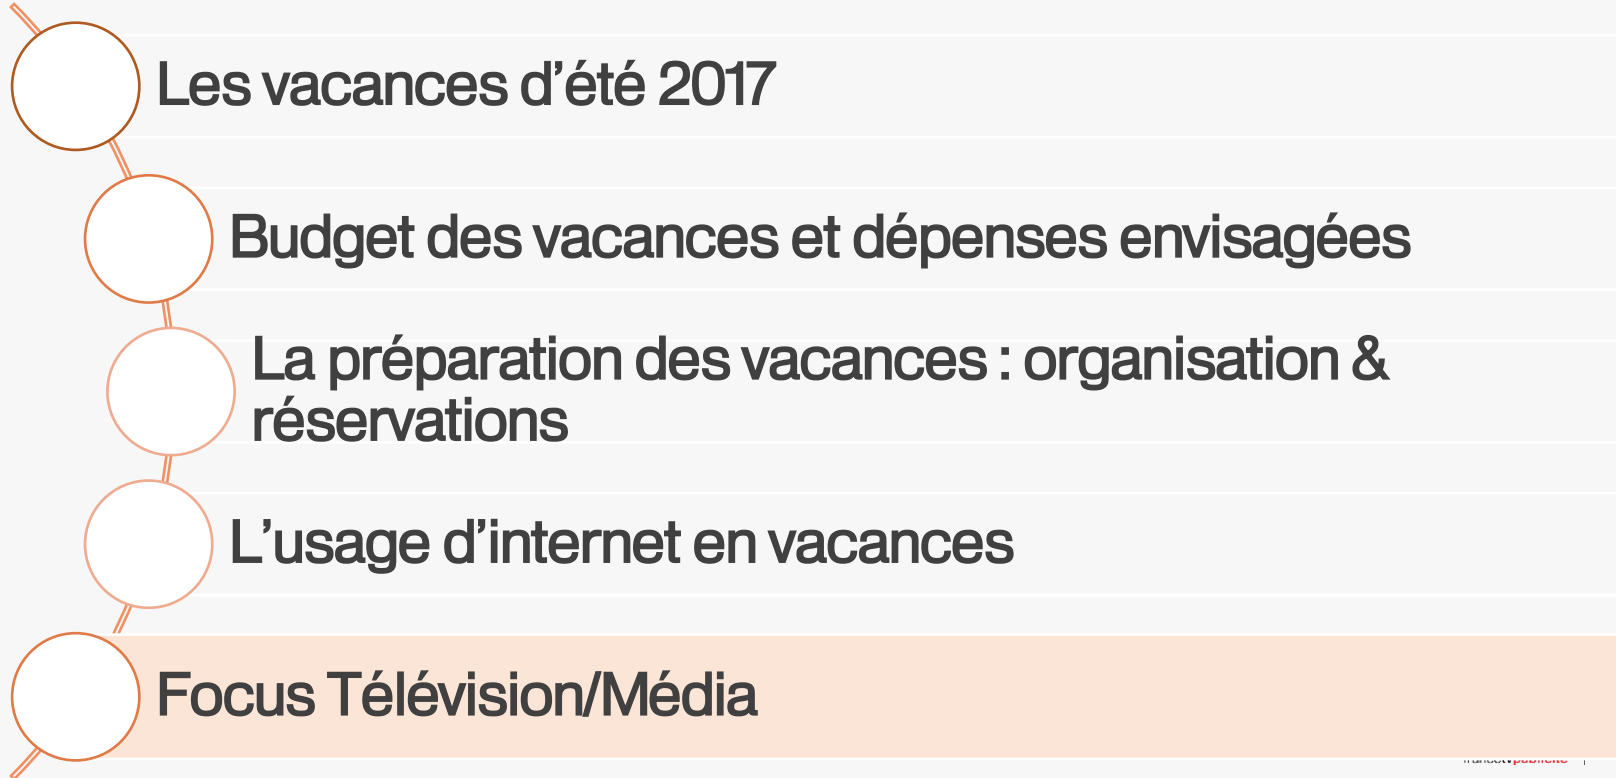 Les vacances d’été 2017
Budget des vacances et dépenses envisagées
La préparation des vacances : organisation &
réservations
L’usage d’internet en vacances
Focus Télévision/Média